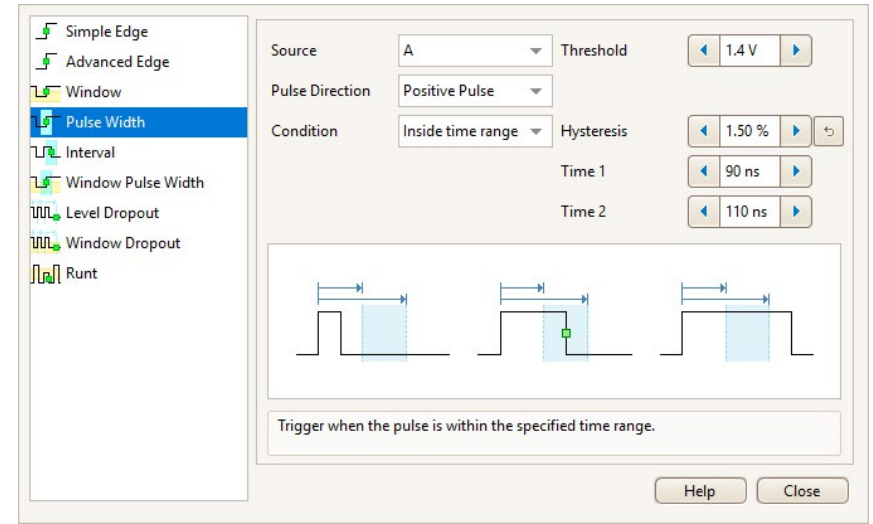 Simple Edge
Advanced Edge
Window
Pulse Width
Interval
Window Pulse Width
Level Dropout
Window Dropout
Runt
Source A Threshold 1.4 V
Pulse Direction Positive Pulse
Condition Inside time range Hysteresis 1.50 %
Time 1 90 ns
Time 2 110 ns
Trigger when the pulse is within the specified time range.
Help Close